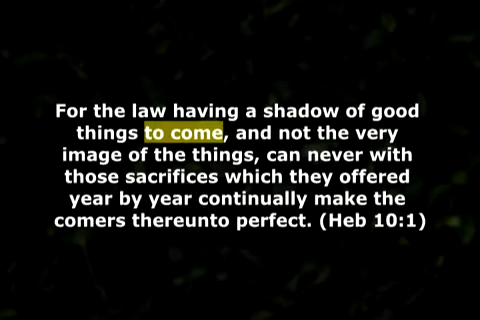 For the law having a shadow of good
things to come, and not the very
image of the things, can never with
those sacrifices which they offered
year by year continually make the
comers thereunto perfect. (Heb 10:1)